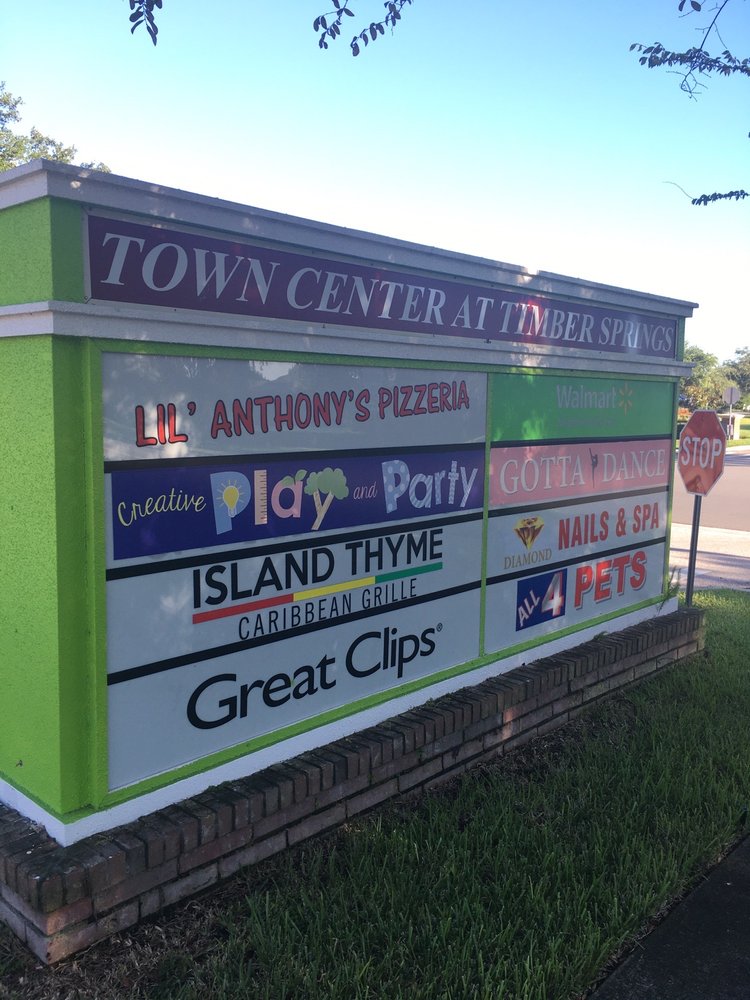 TOWN CENTER AT TIMBER SPRINGS
LIL' ANTHONY'S PIZZERIA
Creative Play and Party
ISLAND THYME
CARIBBEAN GRILLE
Great Clips®
Walmart
GOTTA DANCE
DIAMOND
NAILS & SPA
ALL 4 PETS
STOP